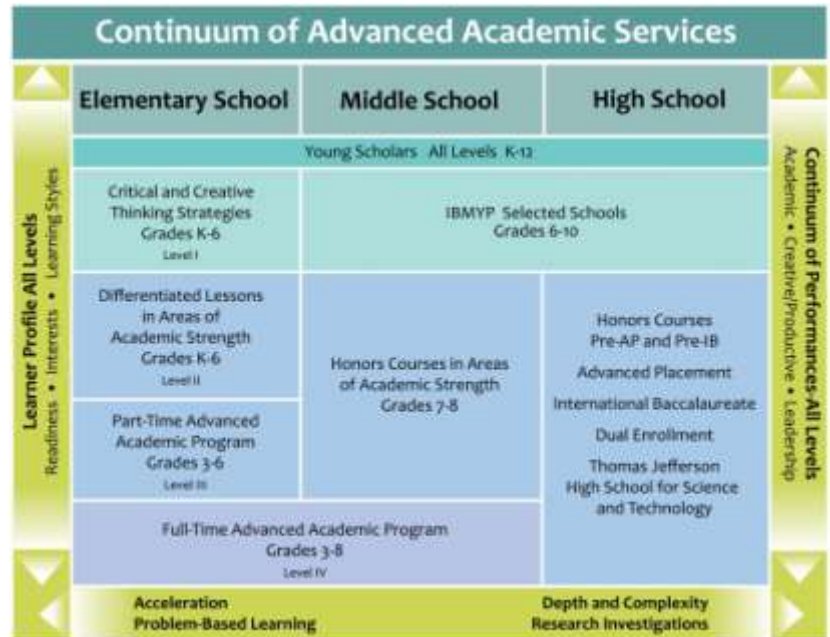 Continuum of Advanced Academic Services
Elementary School
Middle School
High School
Young Scholars All Levels K-12
Critical and Creative
Thinking Strategies
Grades K-6
Level I
IBMYP Selected Schools
Grades 6-10
Differentiated Lessons
in Areas of
Academic Strength
Grades K-6
Level II
Part-Time Advanced
Academic Program
Grades 3-6
Level III
Honors Courses in Areas
of Academic Strength
Grades 7-8
Honors Courses
Pre-AP and Pre-IB
Advanced Placement
International Baccalaureate
Dual Enrollment
Thomas Jefferson
High School for Science
and Technology
Full-Time Advanced Academic Program
Grades 3-8
Level IV
Learner Profile All Levels
Readiness • Interests • Learning Styles
Continuum of Performances-All Levels
Academic • Creative/Productive • Leadership
Acceleration
Problem-Based Learning
Depth and Complexity
Research Investigations